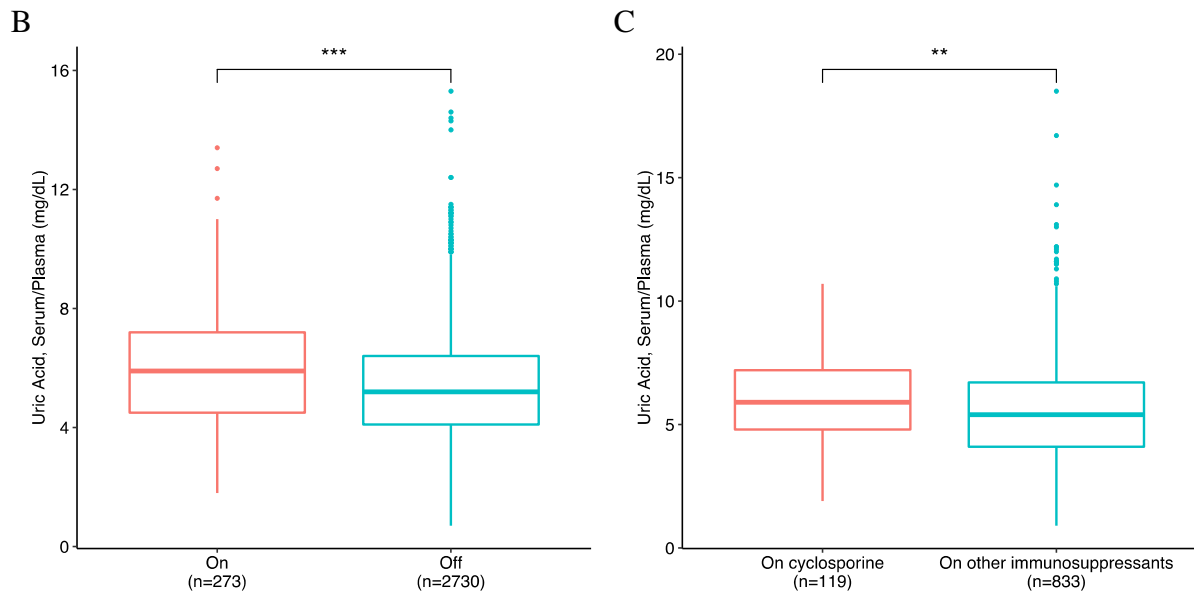 B
***
Uric Acid, Serum/Plasma (mg/dL)
16
12
8
4
0
On
(n=273)
Off
(n=2730)
C
**
Uric Acid, Serum/Plasma (mg/dL)
20
15
10
5
0
On cyclosporine
(n=119)
On other immunosuppressants
(n=833)